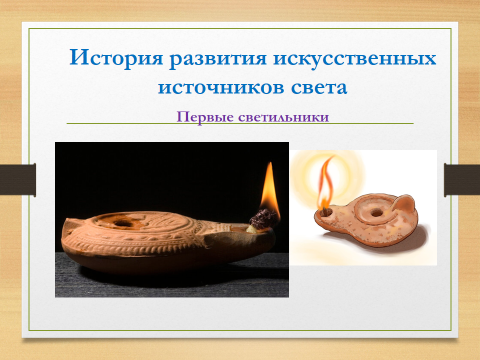 История развития искусственных
источников света
Первые светильники